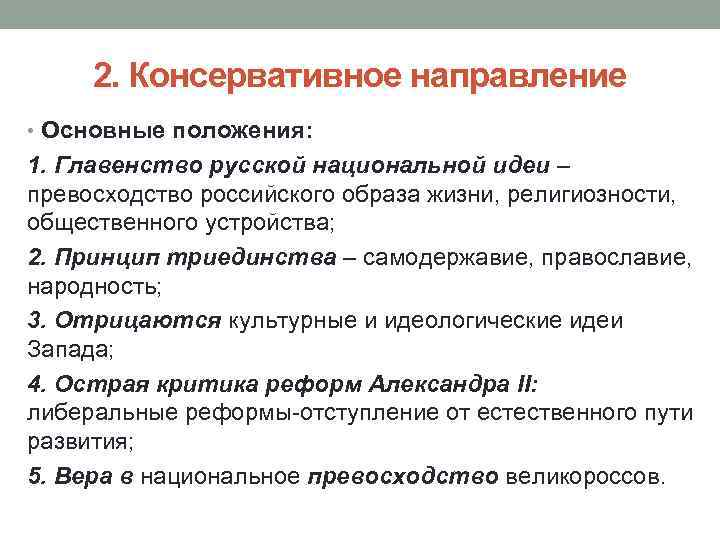 2. Консервативное направление
• Основные положения:
1. Главенство русской национальной идеи –
превосходство российского образа жизни, религиозности,
общественного устройства;
2. Принцип триединства – самодержавие, православие,
народность;
3. Отрицаются культурные и идеологические идеи
Запада;
4. Острая критика реформ Александра II:
либеральные реформы-отступление от естественного пути
развития;
5. Вера в национальное превосходство великороссов.